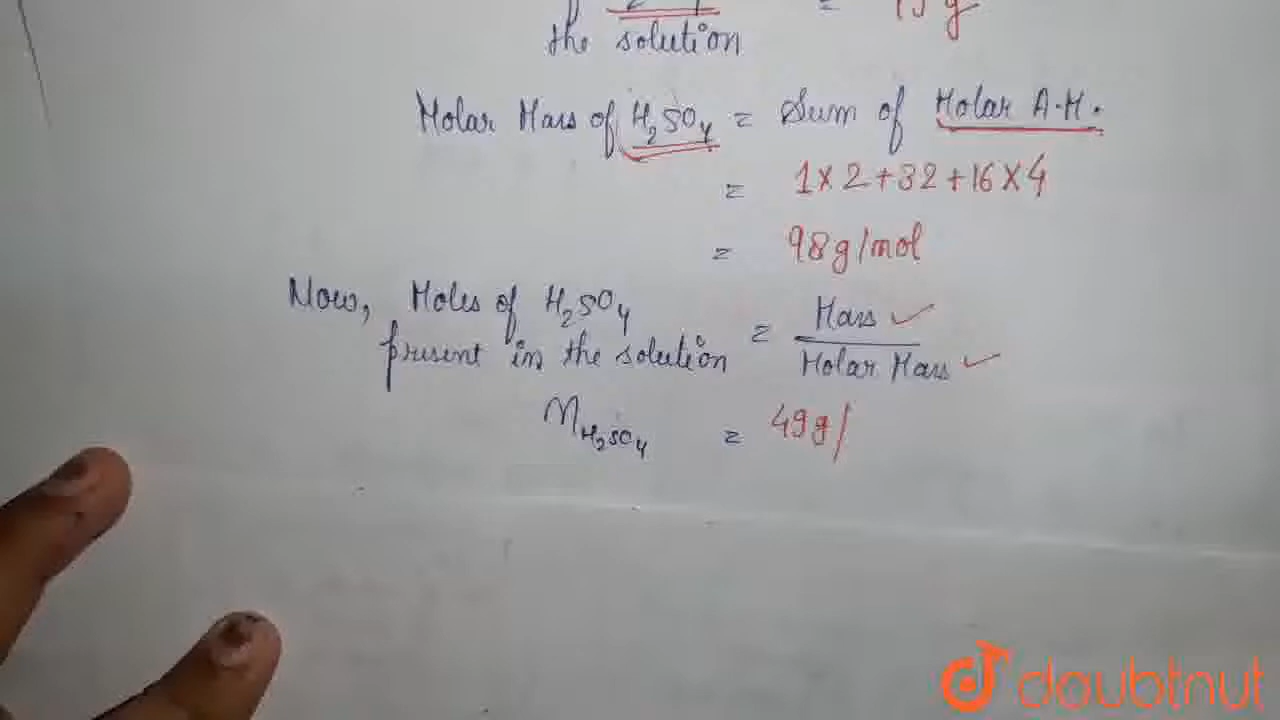 the solution =
Molar Mass of H₂SO₄ = Sum of Molar A.M.
= 1×2+32+16×4
= 98g/mol
Now, Moles of H₂SO₄
present in the solution = Mass / Molar Mass
n H₂SO₄ = 49g/
doubtnut